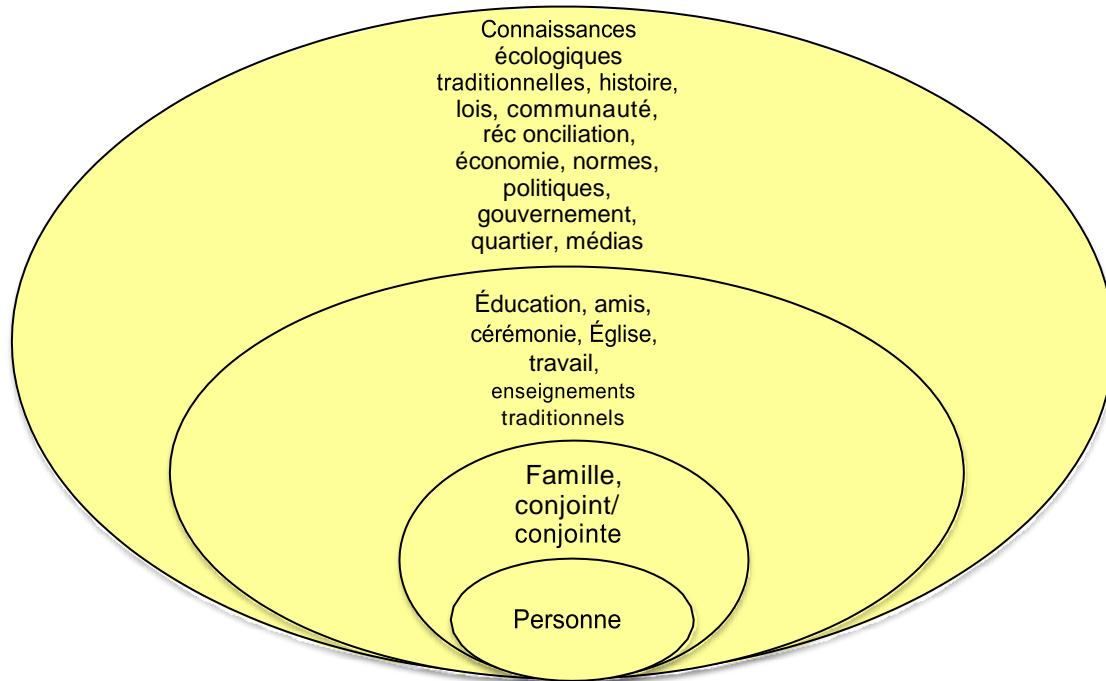 Connaissances
écologiques
traditionnelles, histoire,
lois, communauté,
réc onciliation,
économie, normes,
politiques,
gouvernement,
quartier, médias
Éducation, amis,
cérémonie, Église,
travail,
enseignements
traditionnels
Famille,
conjoint/
conjointe
Personne